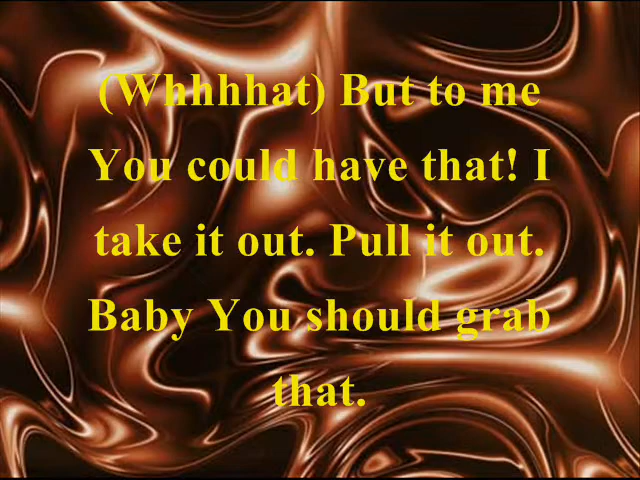 (Whhhhat) But to me
You could have that! I
take it out. Pull it out.
Baby You should grab
that.